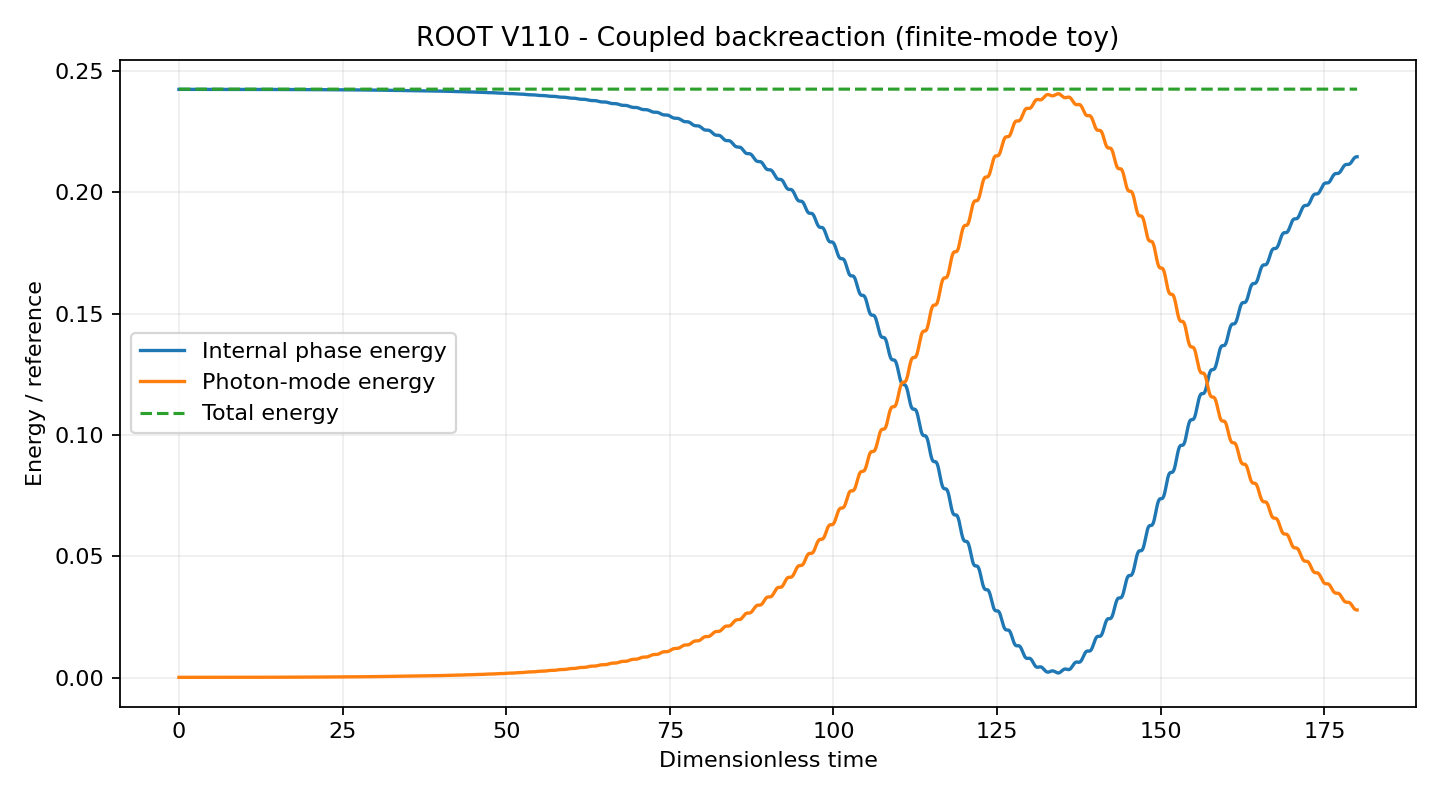 ROOT V110 - Coupled backreaction (finite-mode toy)
Energy / reference
0.25
0.20
0.15
0.10
0.05
0.00
Internal phase energy
Photon-mode energy
Total energy
0 25 50 75 100 125 150 175
Dimensionless time